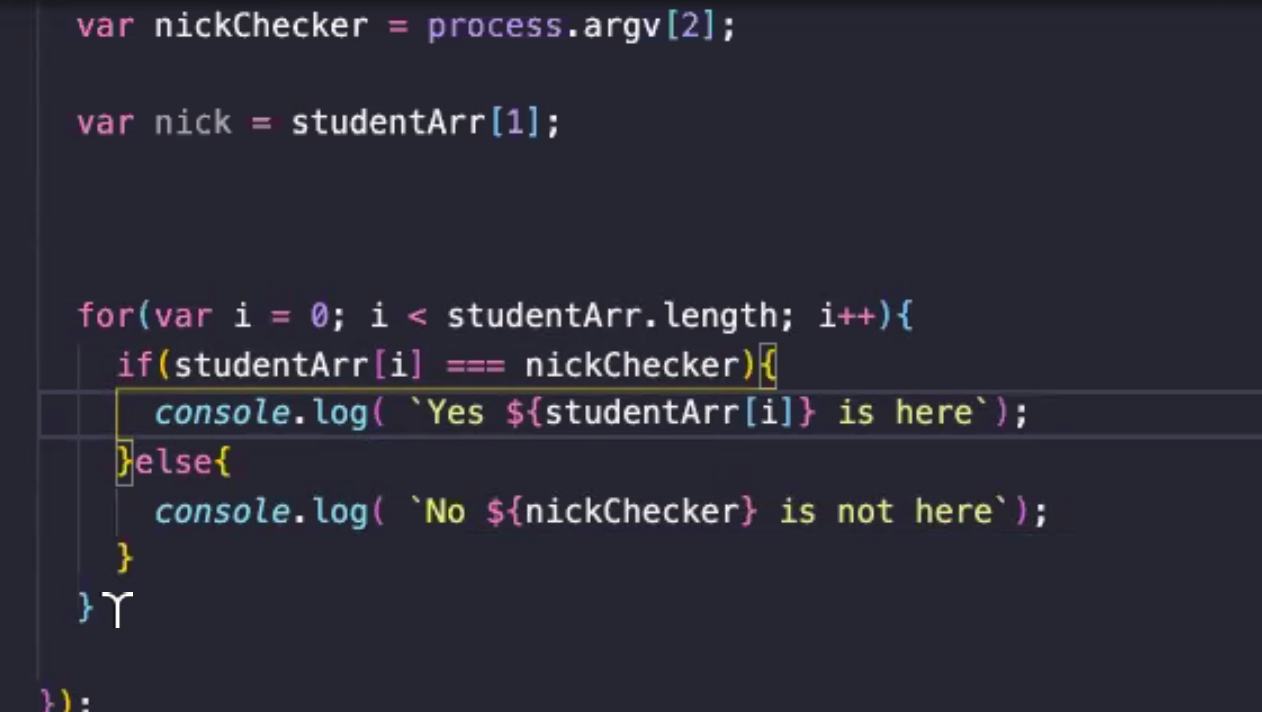 var nickChecker = process.argv[2];
var nick = studentArr[1];
for(var i = 0; i < studentArr.length; i++){
if(studentArr[i] === nickChecker){
console.log( `Yes ${studentArr[i]} is here`);
}else{
console.log( `No ${nickChecker} is not here`);
}
}
});